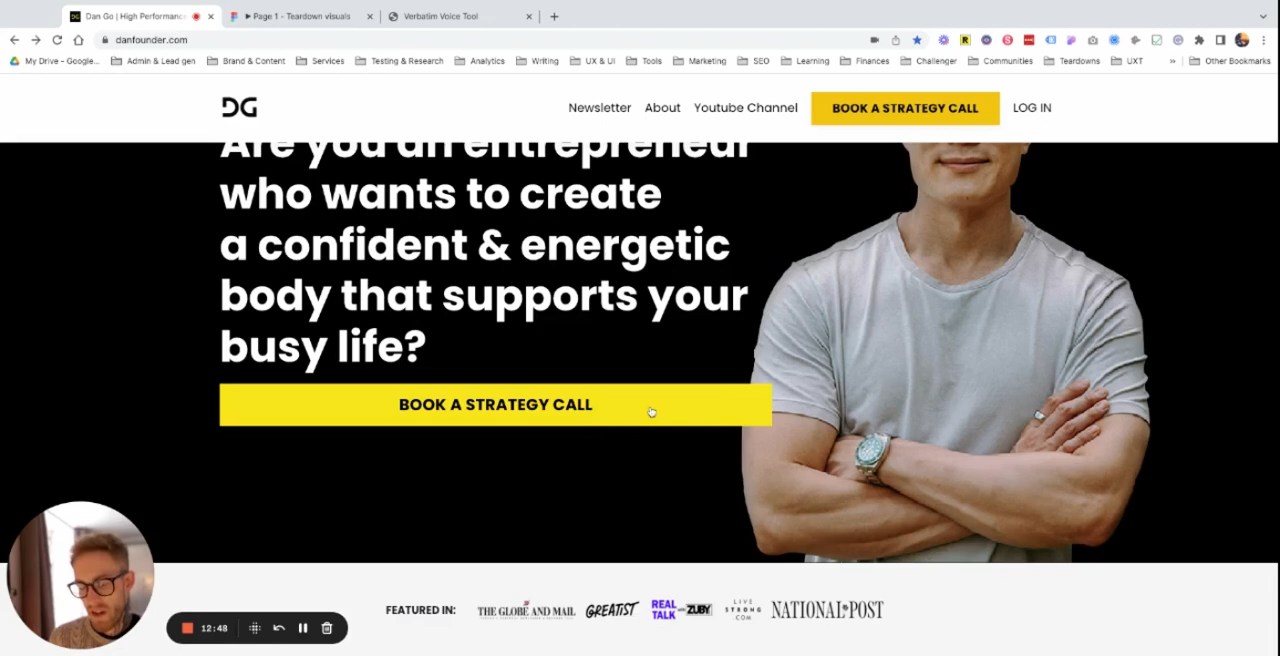 Dan Go | High Performanc
Page 1 - Teardown visuals
Verbatim Voice Tool
danfounder.com
My Drive - Google...
Admin & Lead gen
Brand & Content
Services
Testing & Research
Analytics
Writing
UX & UI
Tools
Marketing
SEO
Learning
Finances
Challenger
Communities
Teardowns
UXT
»
Other Bookmarks
DG
Newsletter
About
Youtube Channel
BOOK A STRATEGY CALL
LOG IN
Are you an entrepreneur
who wants to create
a confident & energetic
body that supports your
busy life?
BOOK A STRATEGY CALL
FEATURED IN:
THE GLOBE AND MAIL
GREATIST
REAL
TALK
ZUBY
LIVE
STRONG
.COM
NATIONAL POST
12:48